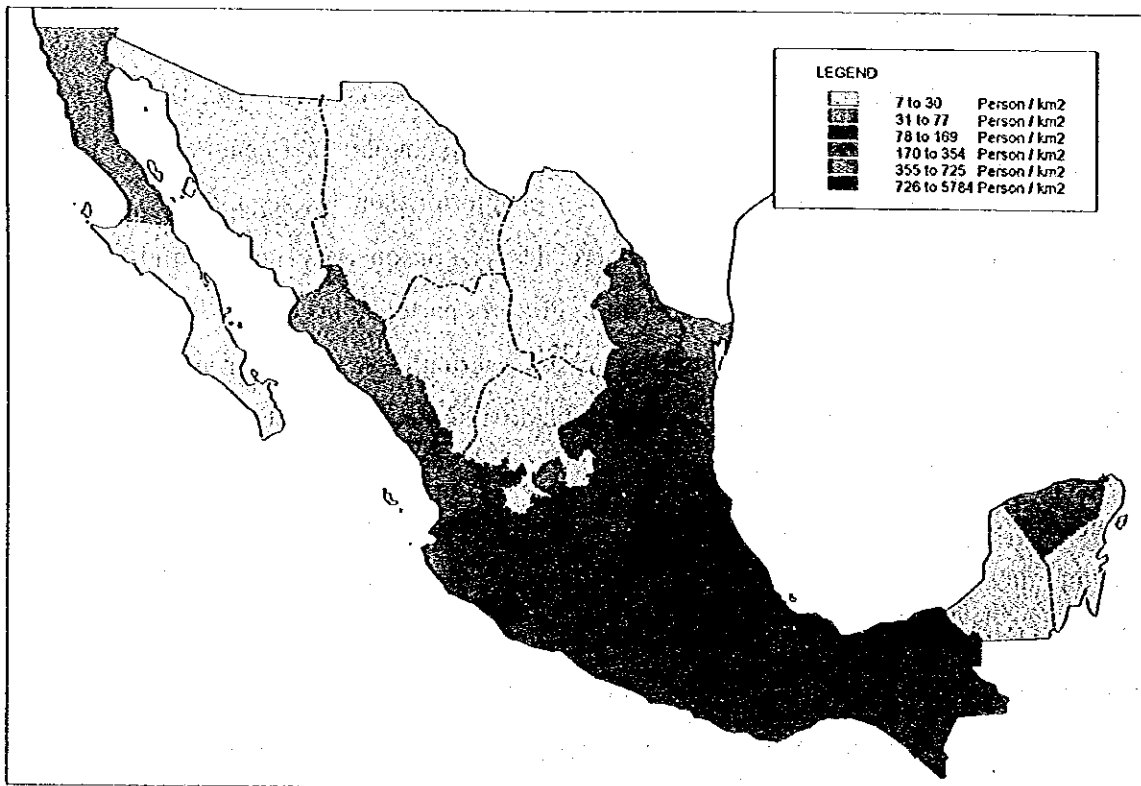 LEGEND
7 to 30 Person / km2
31 to 77 Person / km2
78 to 169 Person / km2
170 to 354 Person / km2
355 to 725 Person / km2
726 to 5784 Person / km2